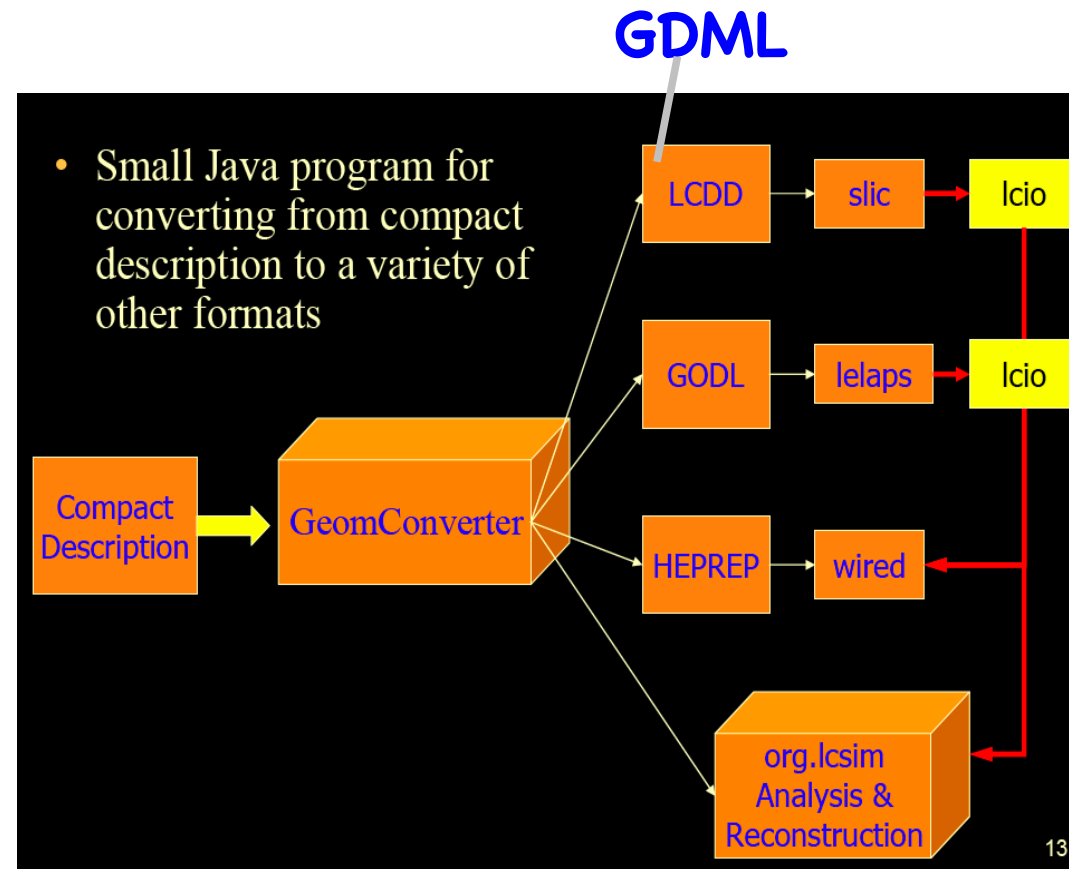 GDML
• Small Java program for
converting from compact
description to a variety of
other formats
LCDD
slic
lcio
GODL
lelaps
lcio
Compact
Description
GeomConverter
HEPREP
wired
org.lcsim
Analysis &
Reconstruction
13